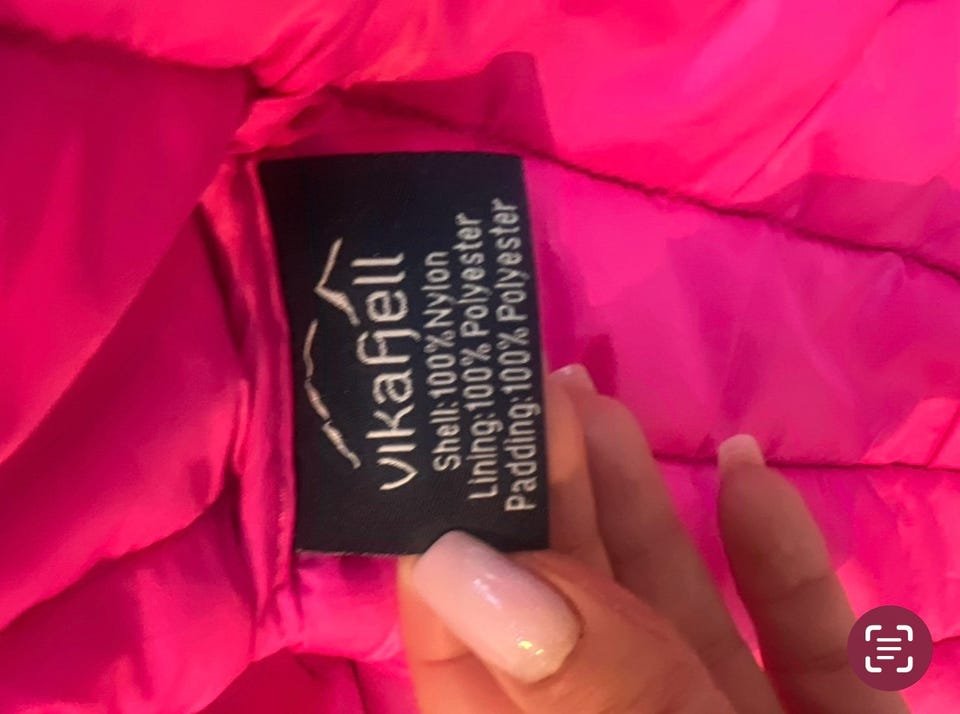 vikafjell
Shell:100%Nylon
Lining:100%Polyester
Padding:100%Polyester